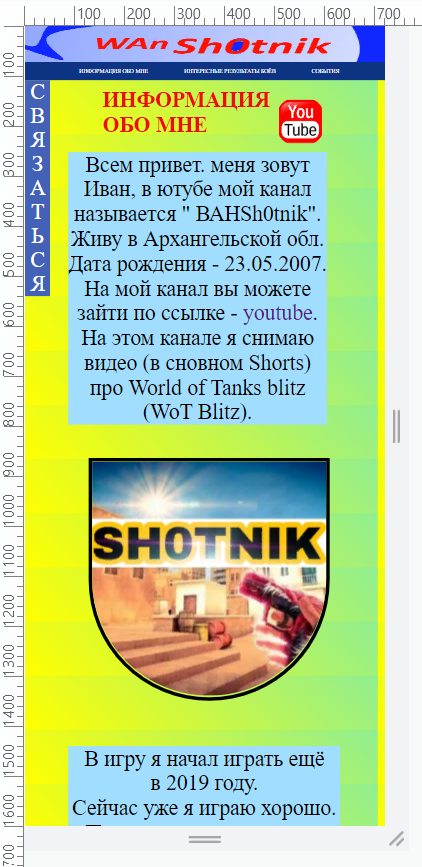 100 200 300 400 500 600 700
WAn Sh0tnik
ИНФОРМАЦИЯ ОБО МНЕ ИНТЕРЕСНЫЕ РЕЗУЛЬТАТЫ БОЁВ СОБЫТИЯ
С
В
Я
З
А
Т
Ь
С
Я
ИНФОРМАЦИЯ
ОБО МНЕ
You
Tube
Всем привет. меня зовут
Иван, в ютубе мой канал
называется " ВАНSh0tnik".
Живу в Архангельской обл.
Дата рождения - 23.05.2007.
На мой канал вы можете
зайти по ссылке - youtube.
На этом канале я снимаю
видео (в сновном Shorts)
про World of Tanks blitz
(WoT Blitz).
SHOTNIK
В игру я начал играть ещё
в 2019 году.
Сейчас уже я играю хорошо.
100
200
300
400
500
600
700
800
900
1000
1100
1200
1300
1400
1500
1600
700